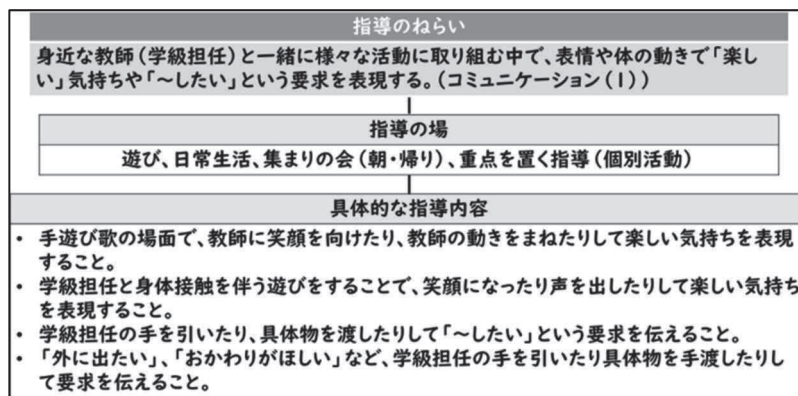 指導のねらい
身近な教師(学級担任)と一緒に様々な活動に取り組む中で、表情や体の動きで「楽し
い」気持ちや「~したい」という要求を表現する。(コミュニケーション(1))
指導の場
遊び、日常生活、集まりの会(朝・帰り)、重点を置く指導(個別活動)
具体的な指導内容
・ 手遊び歌の場面で、教師に笑顔を向けたり、教師の動きをまねたりして楽しい気持ちを表現
すること。
・ 学級担任と身体接触を伴う遊びをすることで、笑顔になったり声を出したりして楽しい気持ち
を表現すること。
・ 学級担任の手を引いたり、具体物を渡したりして「~したい」という要求を伝えること。
・ 「外に出たい」、「おかわりがほしい」など、学級担任の手を引いたり具体物を手渡したりし
て要求を伝えること。